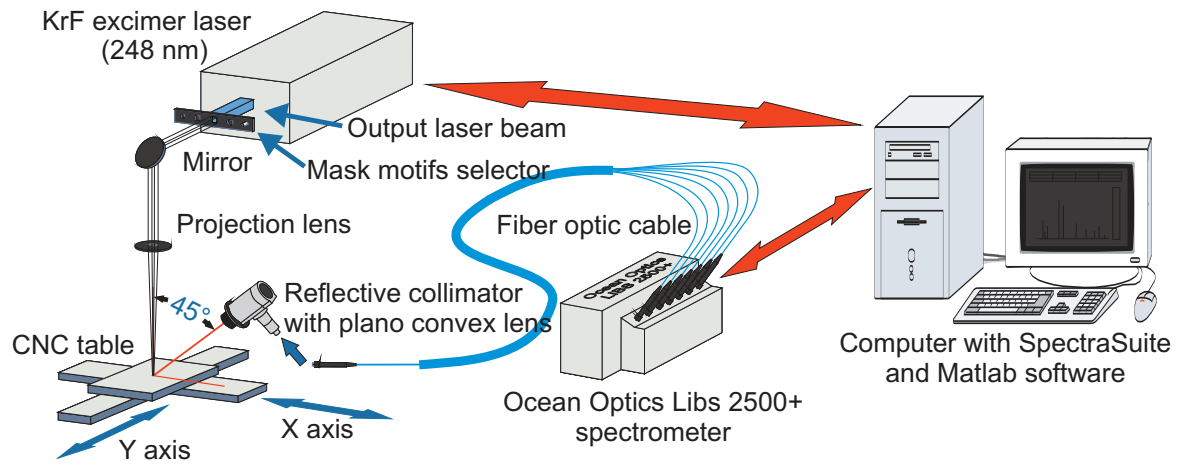 KrF excimer laser
(248 nm)
Output laser beam
Mirror
Mask motifs selector
Projection lens
Fiber optic cable
Ocean Optics
LIBS 2500+
45°
Reflective collimator
with plano convex lens
CNC table
Computer with SpectraSuite
and Matlab software
Ocean Optics Libs 2500+
spectrometer
X axis
Y axis